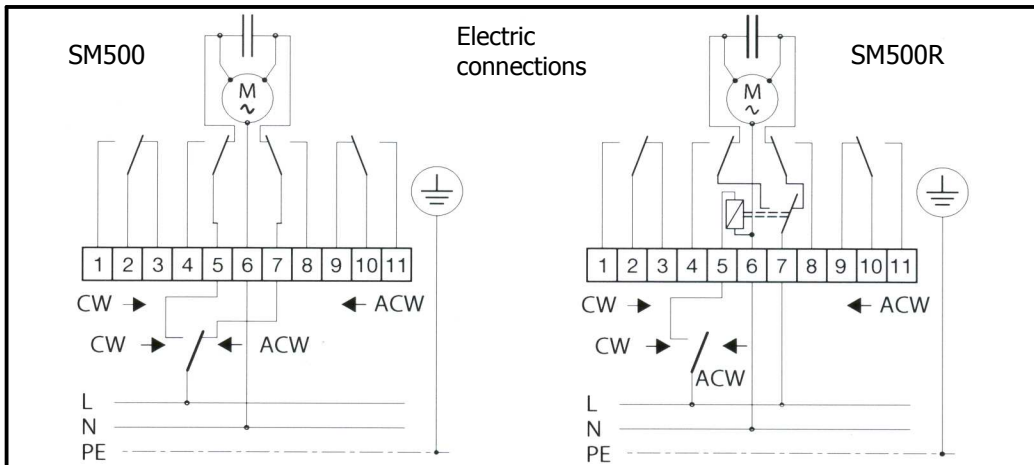 SM500
Electric
connections
SM500R
M
~
M
~
1 2 3 4 5 6 7 8 9 10 11
1 2 3 4 5 6 7 8 9 10 11
CW
ACW
CW
ACW
CW
ACW
CW
ACW
L
N
PE
L
N
PE